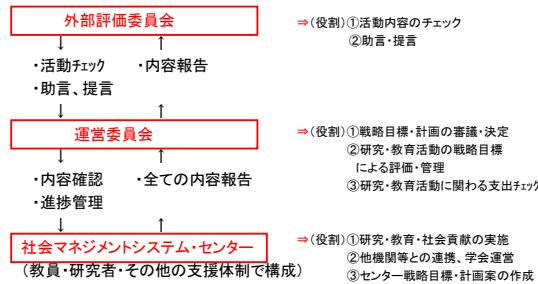 外部評価委員会 ⇒(役割)①活動内容のチェック
②助言・提言
↓ ↑
・活動ﾁｪｯｸ ・内容報告
・助言、提言
↓ ↑
運営委員会 ⇒(役割)①戦略目標・計画の審議・決定
②研究・教育活動の戦略目標
↓ ↑ による評価・管理
・内容確認 ・全ての内容報告 ③研究・教育活動に関わる支出ﾁｪｯｸ
・進捗管理
↓ ↑
社会マネジメントシステム・センター ⇒(役割)①研究・教育・社会貢献の実施
②他機関等との連携、学会運営
(教員・研究者・その他の支援体制で構成) ③センター戦略目標・計画案の作成